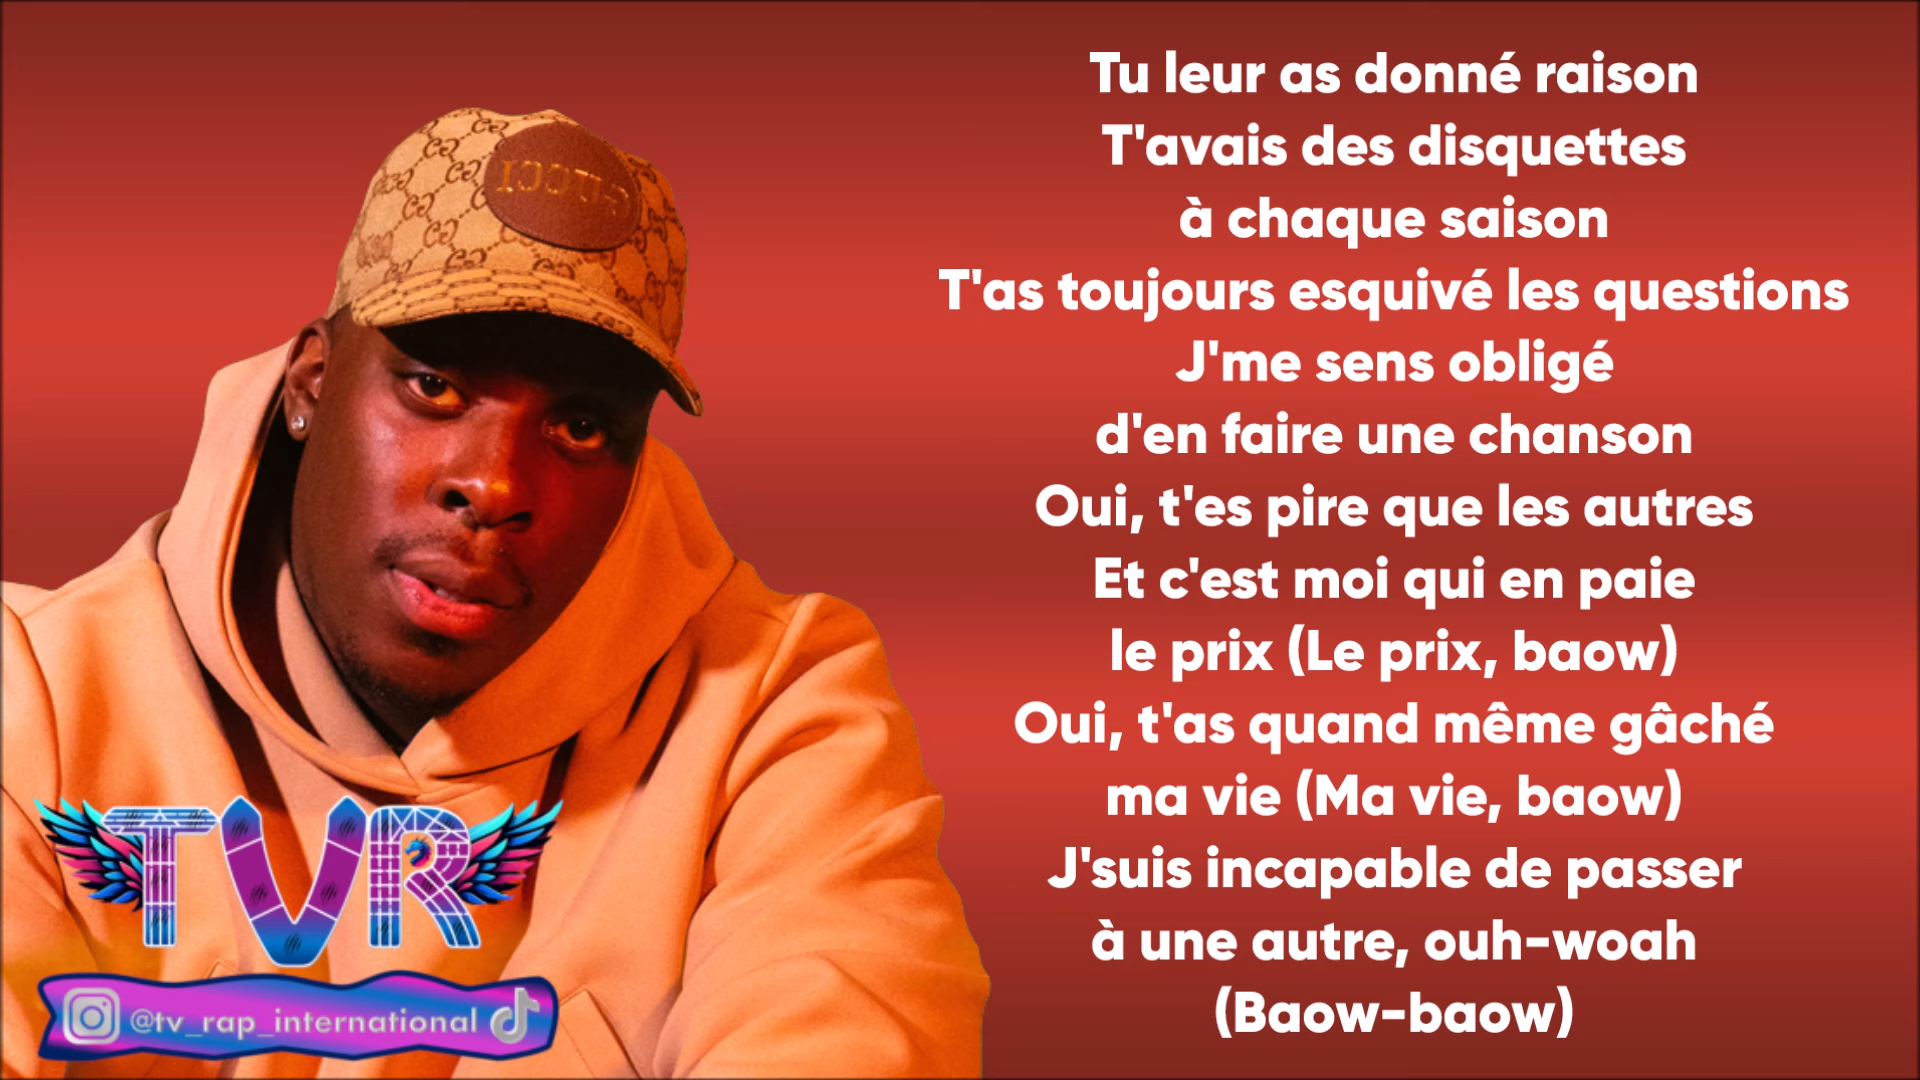 Tu leur as donné raison
T'avais des disquettes
à chaque saison
T'as toujours esquivé les questions
J'me sens obligé
d'en faire une chanson
Oui, t'es pire que les autres
Et c'est moi qui en paie
le prix (Le prix, baow)
Oui, t'as quand même gâché
ma vie (Ma vie, baow)
J'suis incapable de passer
à une autre, ouh-woah
(Baow-baow)
GUCCI
TVR
@tv_rap_international